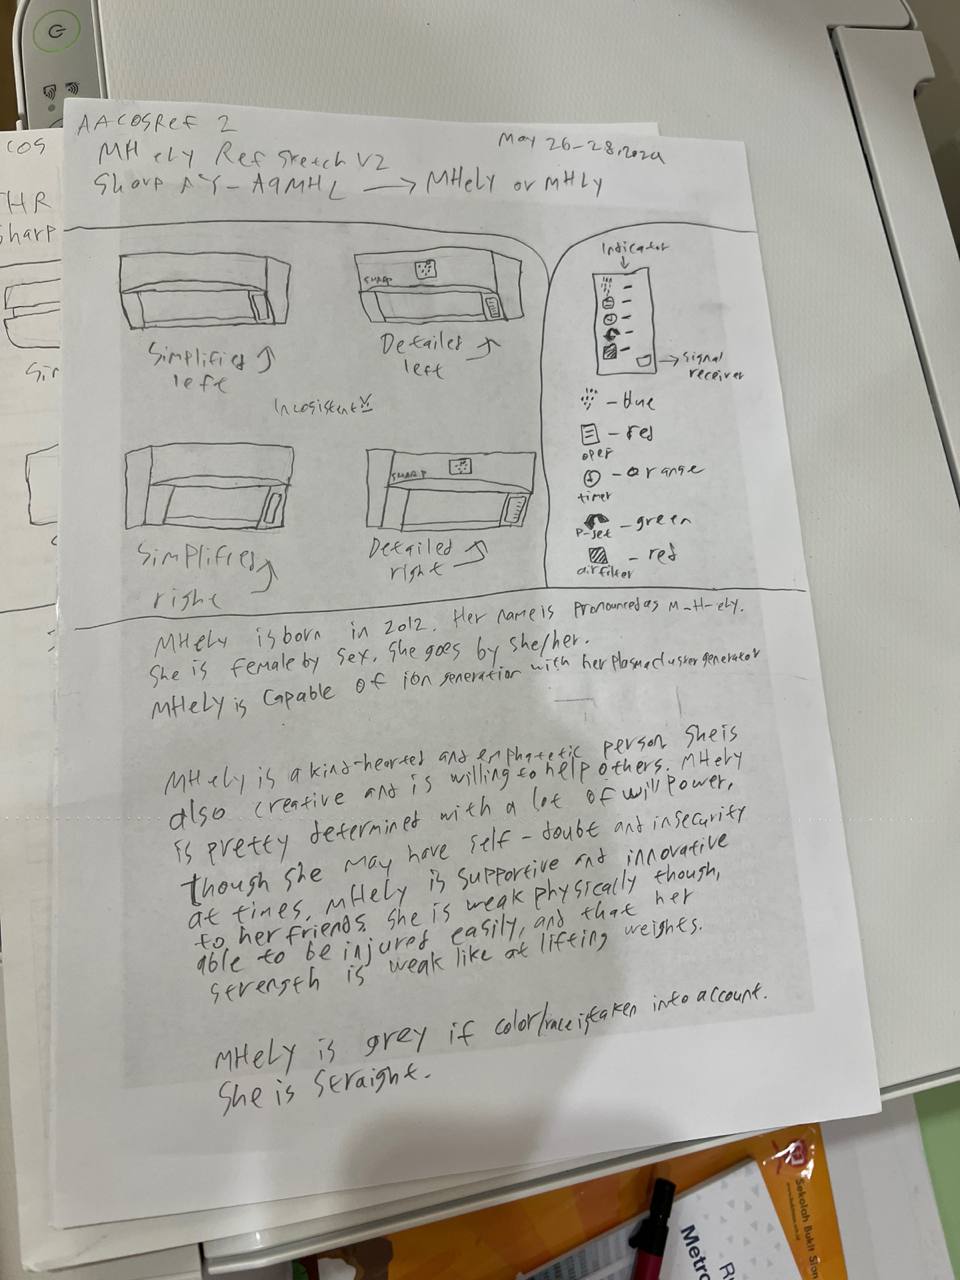 AACOSRef 2
May 26-28, 2024
MHely Ref Sketch V2
Sharp AY-A9MHL → MHely or MHLy
Indicator
SHARP
signal
receiver
Simplified
left
Detailed
left
Incosistent
- blue
- red
oper
- orange
timer
- green
P-set
- red
airfilter
SHARP
Simplified
right
Detailed
right
MHely is born in 2012. Her name is pronounced as M-H-ely.
She is female by sex. She goes by she/her.
MHely is capable of ion generation with her plasmacluster generator
MHely is a kind-hearted and emphatetic person. She is
also creative and is willing to help others. MHely
is pretty determined with a lot of willpower,
though she may have self-doubt and insecurity
at times. MHely is supportive and innovative
to her friends. She is weak physically though,
able to be injured easily, and that her
strength is weak like at lifting weights.
MHely is grey if color/race is taken into account.
She is straight.
COS
HR
Sharp
Sir
Sekolah Bukit Sion
Metro